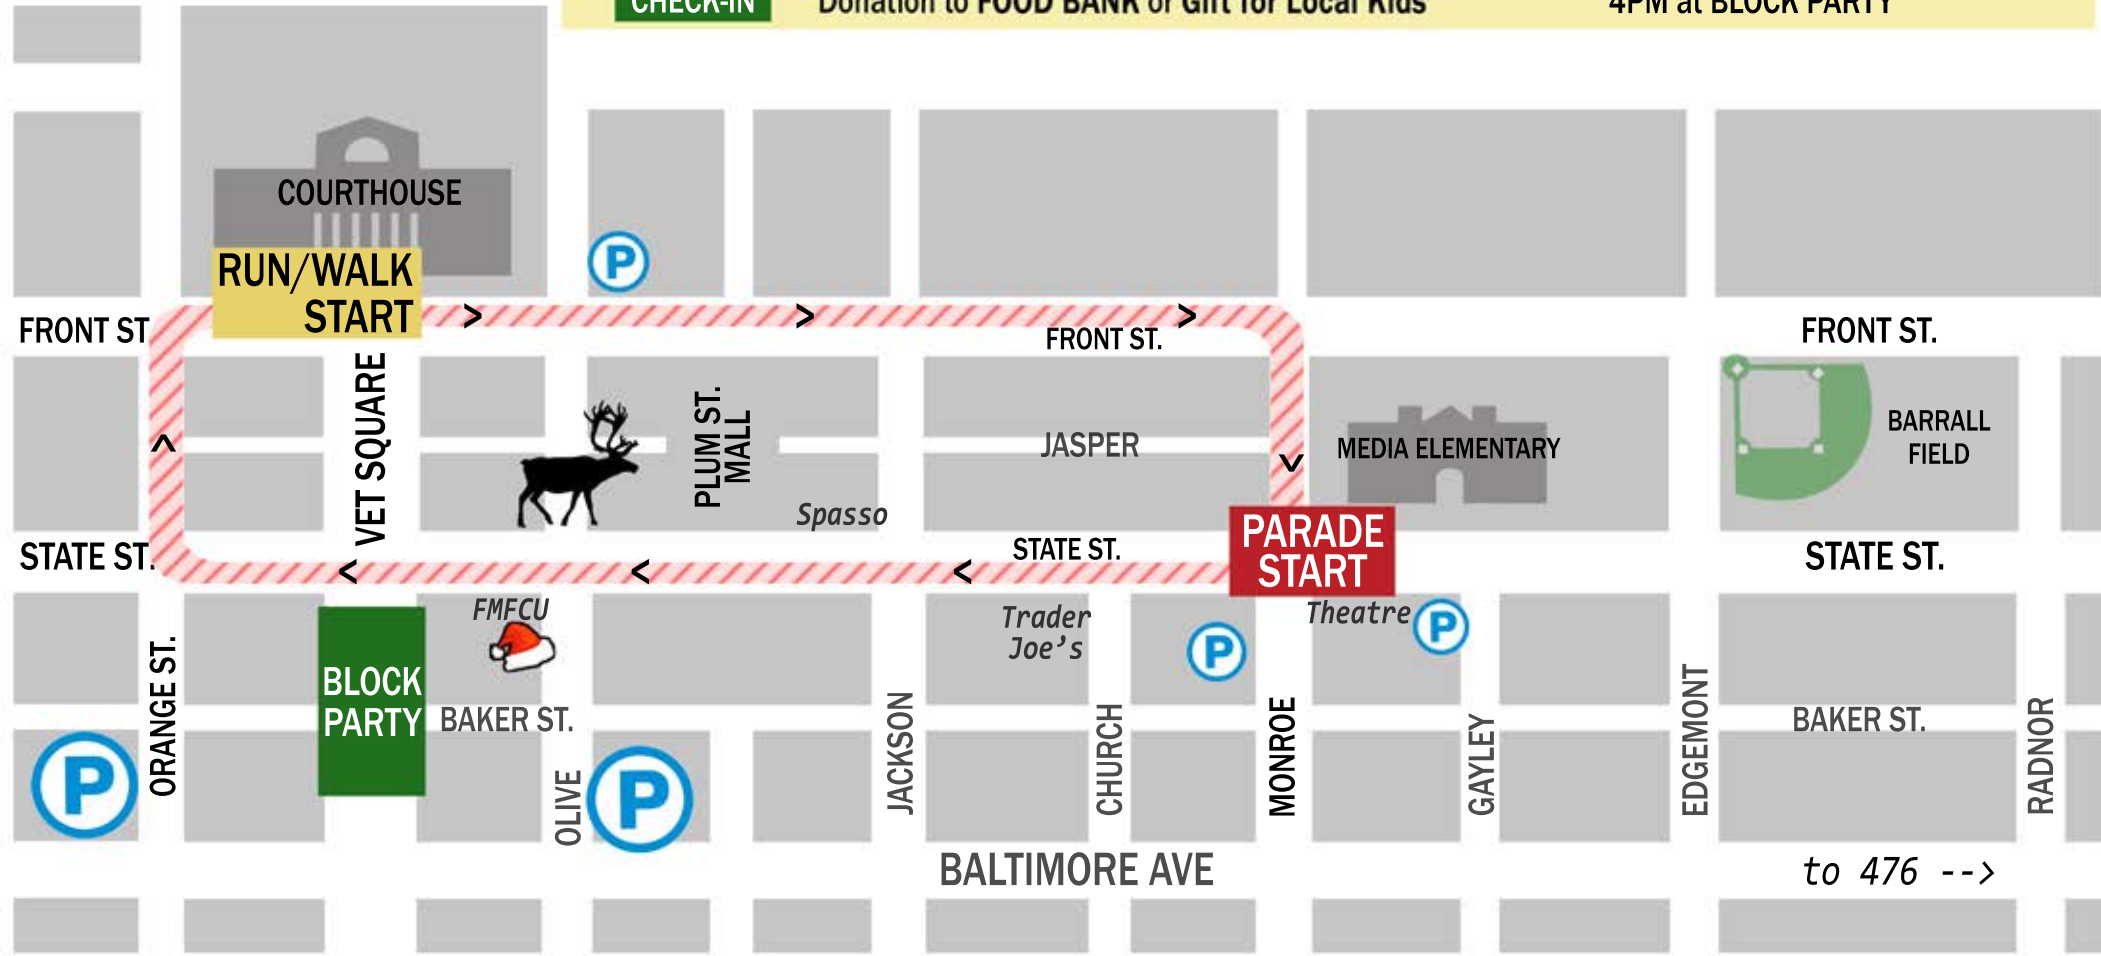 CHECK-IN
Donation to FOOD BANK or Gift for Local Kids
4PM at BLOCK PARTY
COURTHOUSE
P
RUN/WALK
START
>
>
>
FRONT ST
FRONT ST.
FRONT ST.
VET SQUARE
PLUM ST.
MALL
JASPER
MEDIA ELEMENTARY
BARRALL
FIELD
Spasso
PARADE
START
STATE ST.
STATE ST.
STATE ST.
<
<
<
FMFCU
Trader
Joe's
Theatre
P
P
BLOCK
PARTY
ORANGE ST.
BAKER ST.
BAKER ST.
P
OLIVE
P
JACKSON
CHURCH
MONROE
GAYLEY
EDGEMONT
RADNOR
BALTIMORE AVE
to 476 -->